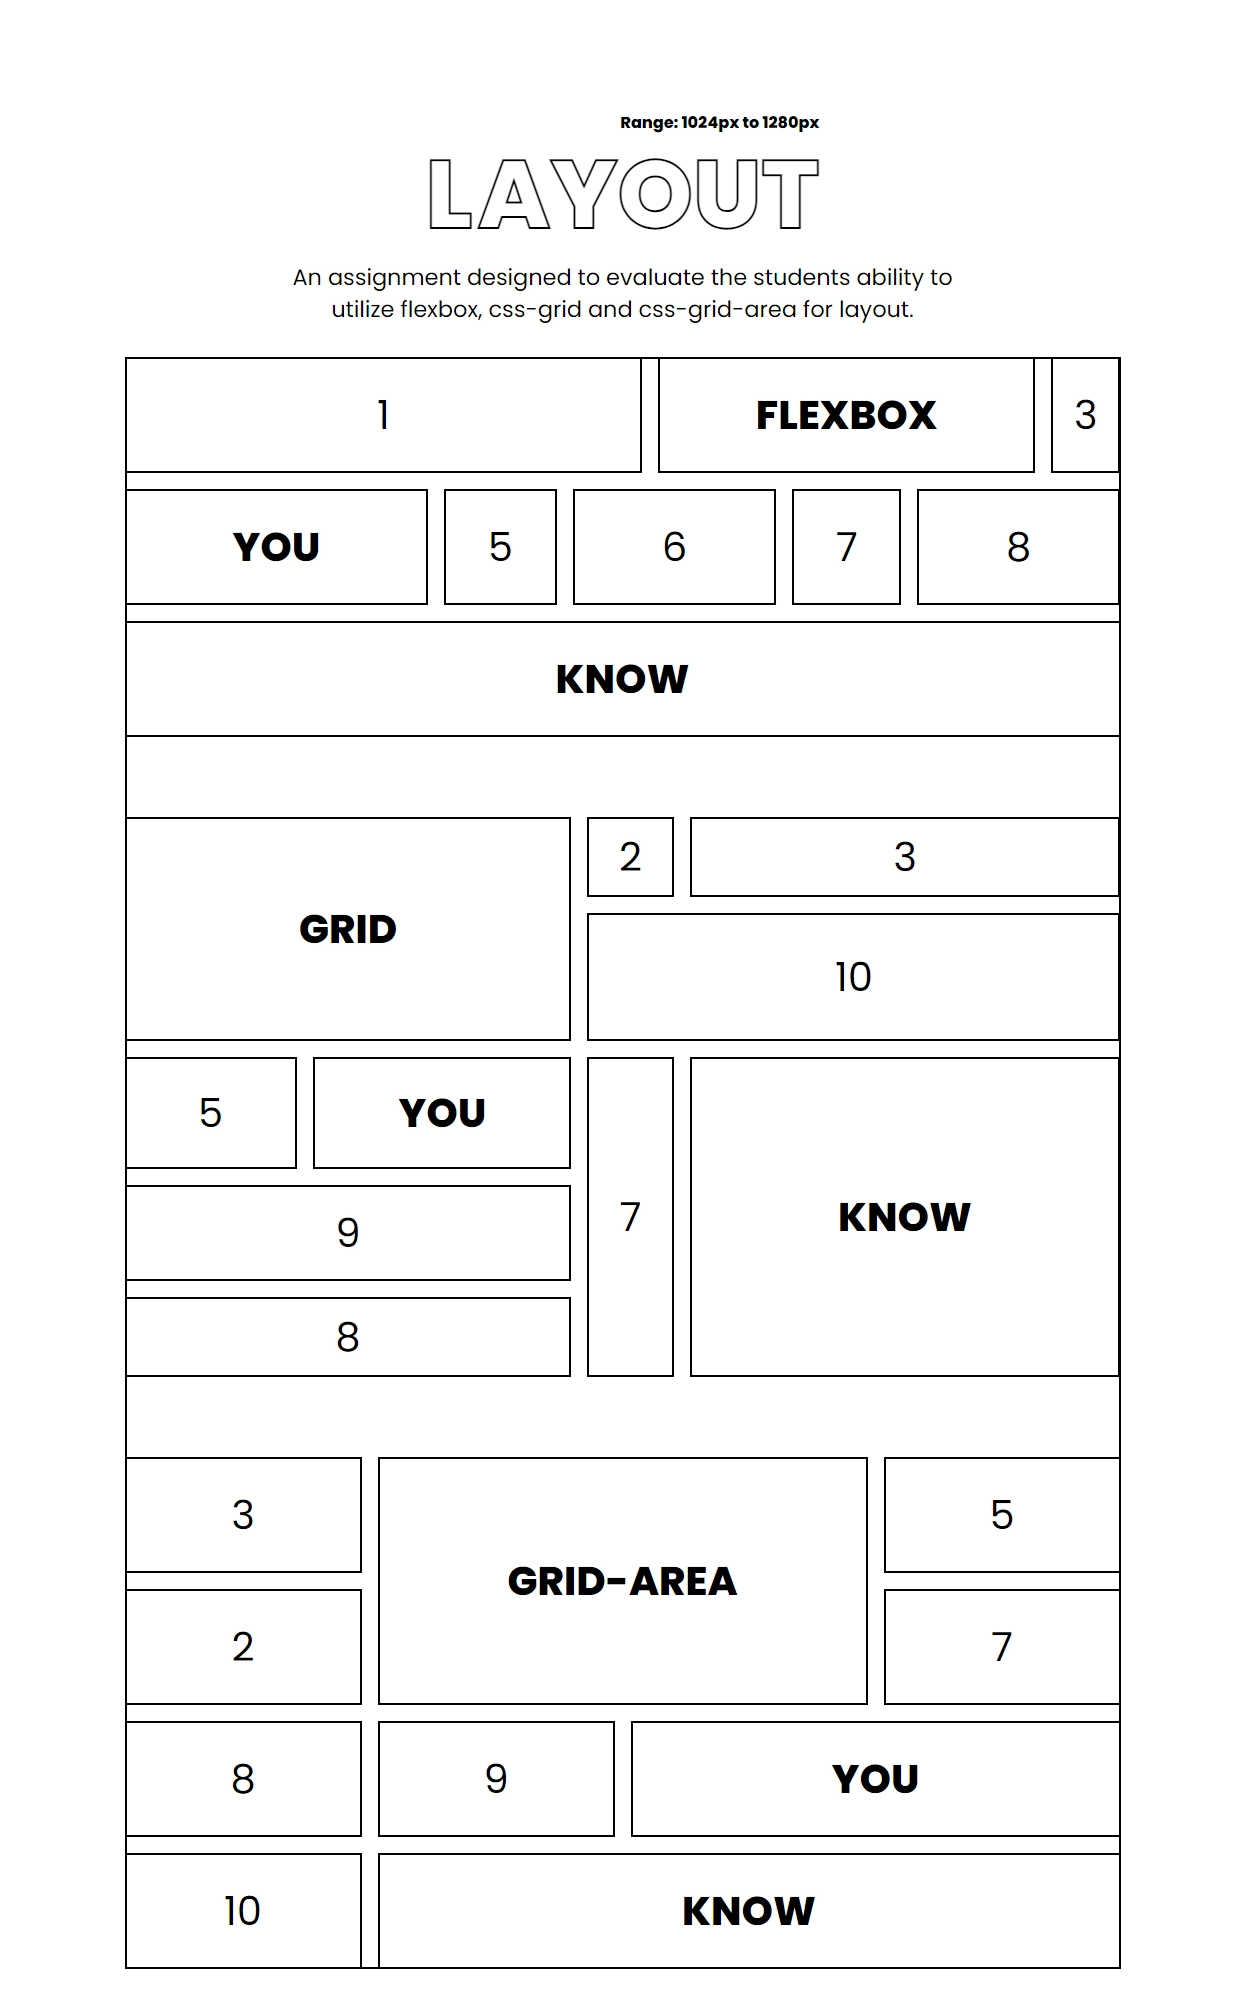 Range: 1024px to 1280px
LAYOUT
An assignment designed to evaluate the students ability to
utilize flexbox, css-grid and css-grid-area for layout.
1
FLEXBOX
3
YOU
5
6
7
8
KNOW
GRID
2
3
10
5
YOU
7
KNOW
9
8
3
GRID-AREA
5
2
7
8
9
YOU
10
KNOW